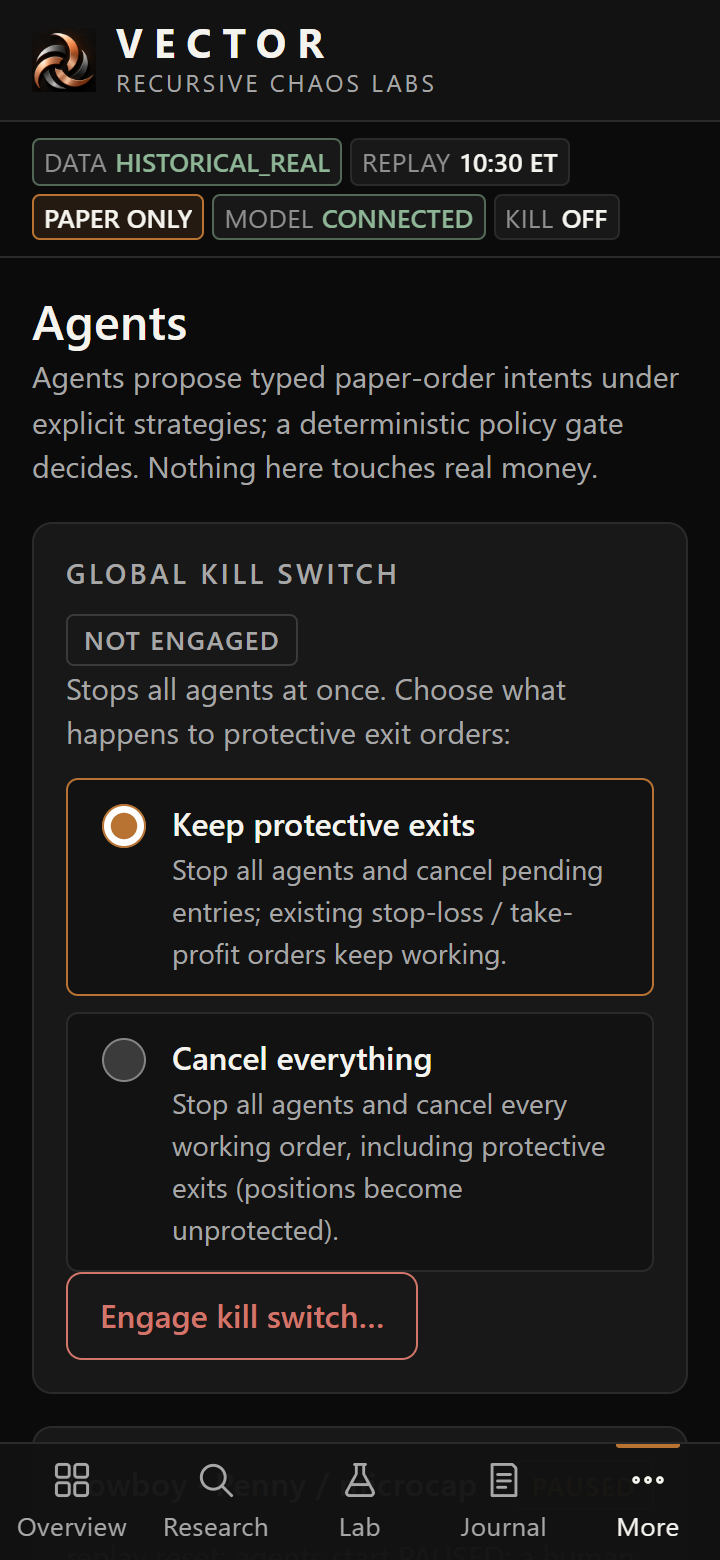 VECTOR
RECURSIVE CHAOS LABS
DATA HISTORICAL_REAL
REPLAY 10:30 ET
PAPER ONLY
MODEL CONNECTED
KILL OFF
Agents
Agents propose typed paper-order intents under
explicit strategies; a deterministic policy gate
decides. Nothing here touches real money.
GLOBAL KILL SWITCH
NOT ENGAGED
Stops all agents at once. Choose what
happens to protective exit orders:
Keep protective exits
Stop all agents and cancel pending
entries; existing stop-loss / take-
profit orders keep working.
Cancel everything
Stop all agents and cancel every
working order, including protective
exits (positions become
unprotected).
Engage kill switch...
PAUSED
Overview
Research
Lab
Journal
More